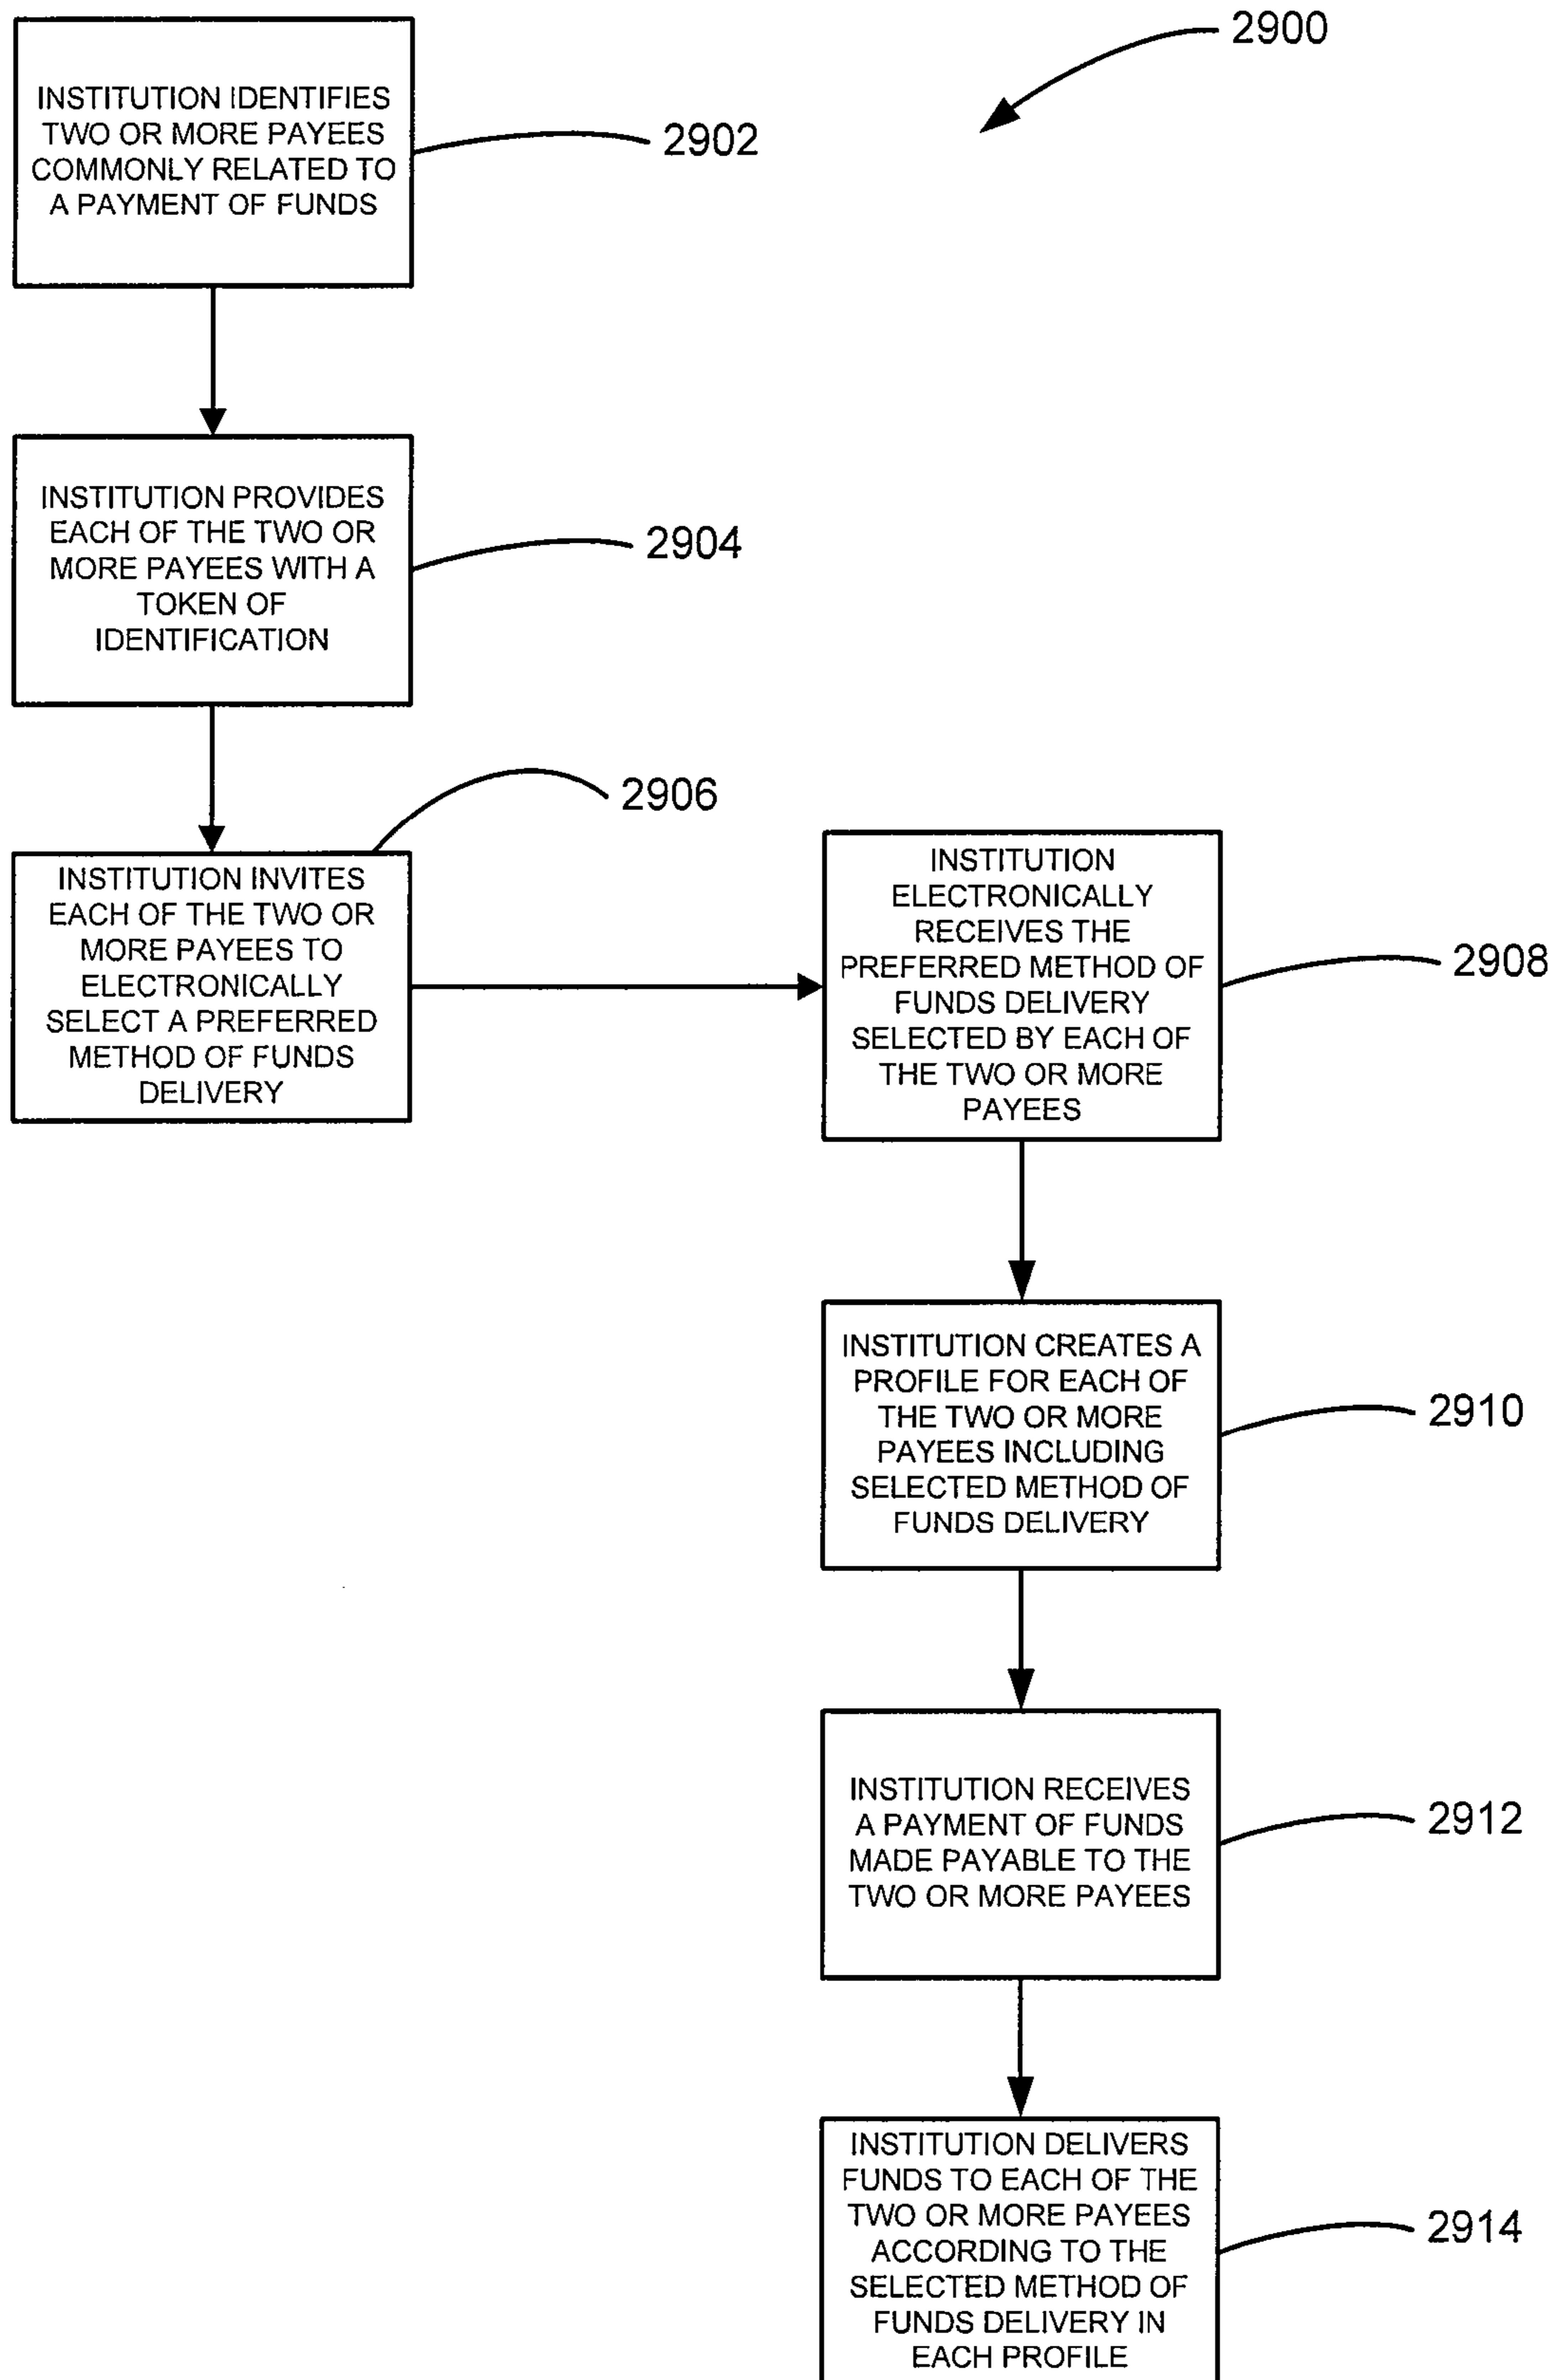 2900
INSTITUTION IDENTIFIES
TWO OR MORE PAYEES
COMMONLY RELATED TO
A PAYMENT OF FUNDS
2902
INSTITUTION PROVIDES
EACH OF THE TWO OR
MORE PAYEES WITH A
TOKEN OF
IDENTIFICATION
2904
INSTITUTION INVITES
EACH OF THE TWO OR
MORE PAYEES TO
ELECTRONICALLY
SELECT A PREFERRED
METHOD OF FUNDS
DELIVERY
2906
INSTITUTION
ELECTRONICALLY
RECEIVES THE
PREFERRED METHOD OF
FUNDS DELIVERY
SELECTED BY EACH OF
THE TWO OR MORE
PAYEES
2908
INSTITUTION CREATES A
PROFILE FOR EACH OF
THE TWO OR MORE
PAYEES INCLUDING
SELECTED METHOD OF
FUNDS DELIVERY
2910
INSTITUTION RECEIVES
A PAYMENT OF FUNDS
MADE PAYABLE TO THE
TWO OR MORE PAYEES
2912
INSTITUTION DELIVERS
FUNDS TO EACH OF THE
TWO OR MORE PAYEES
ACCORDING TO THE
SELECTED METHOD OF
FUNDS DELIVERY IN
EACH PROFILE
2914